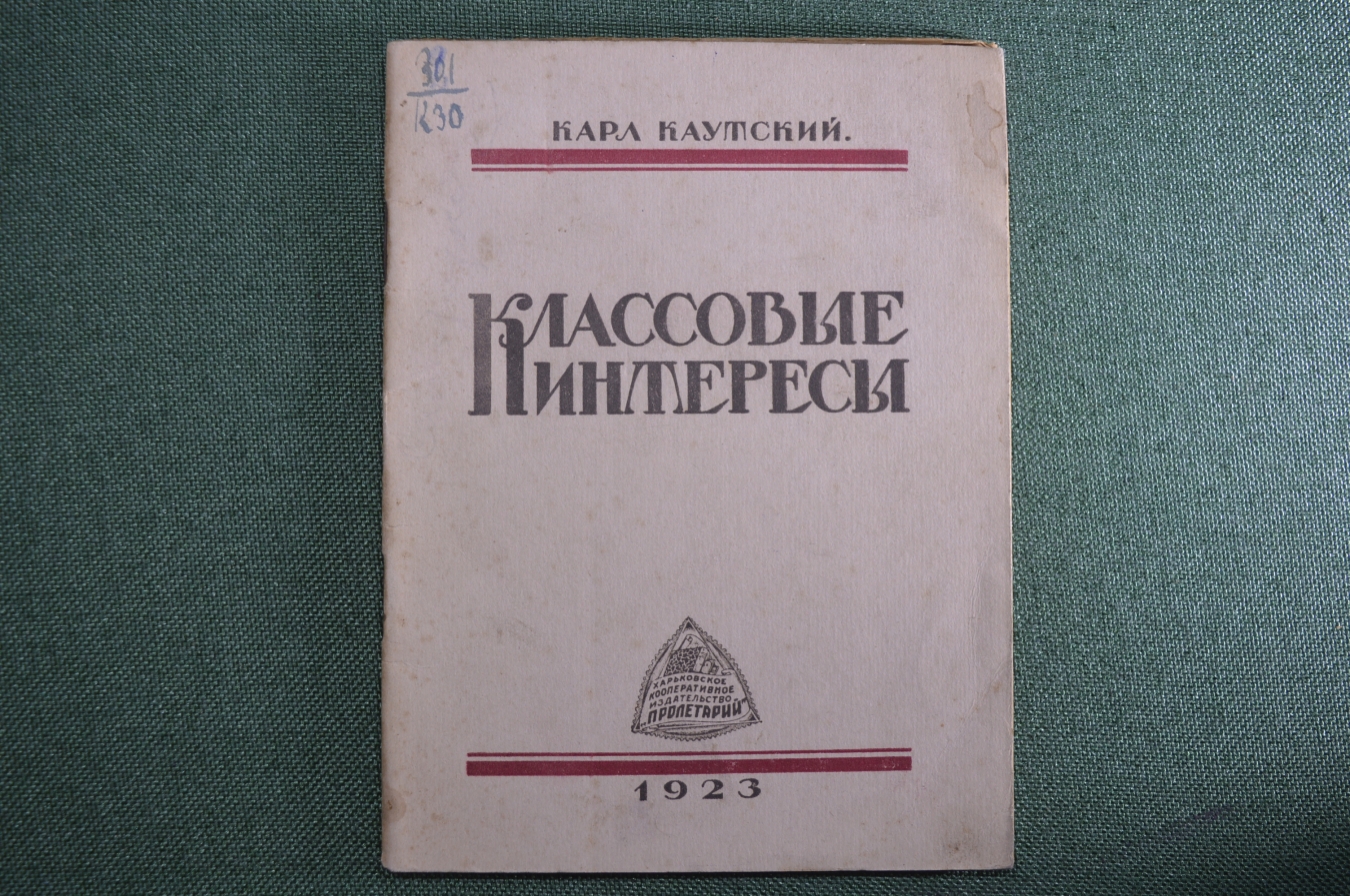 301
К30
КАРЛ КАУТСКИЙ.
КЛАССОВЫЕ
ИНТЕРЕСЫ
ХАРЬКОВСКОЕ
КООПЕРАТИВНОЕ
ИЗДАТЕЛЬСТВО
„ПРОЛЕТАРИЙ"
1923